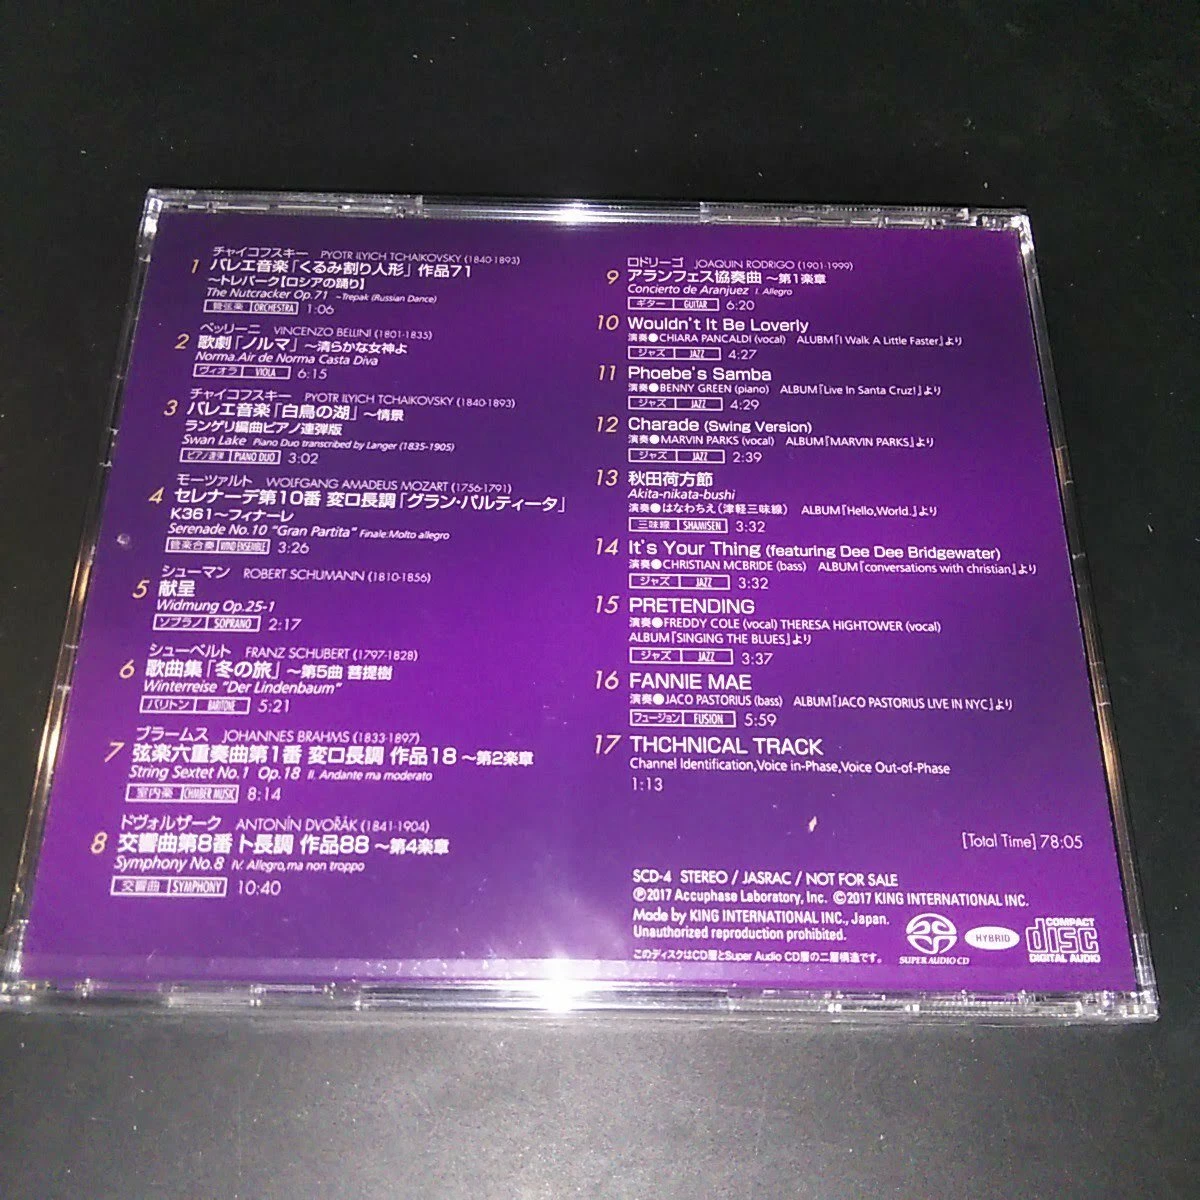 チャイコフスキー PYOTR ILYICH TCHAIKOVSKY (1840-1893)
1 バレエ音楽「くるみ割り人形」作品71
～トレパーク【ロシアの踊り】
The Nutcracker Op.71 ~Trepak (Russian Dance)
管弦楽 ORCHESTRA 1:06
ベッリーニ VINCENZO BELLINI (1801-1835)
2 歌劇「ノルマ」～清らかな女神よ
Norma.Air de Norma Casta Diva
ヴィオラ VIOLA 6:15
チャイコフスキー PYOTR ILYICH TCHAIKOVSKY (1840-1893)
3 バレエ音楽「白鳥の湖」～情景
ランゲリ編曲ピアノ連弾版
Swan Lake Piano Duo transcribed by Langer (1835-1905)
ピアノ連弾 PIANO DUO 3:02
モーツァルト WOLFGANG AMADEUS MOZART (1756-1791)
4 セレナーデ第10番 変ロ長調「グラン・パルティータ」
K361～フィナーレ
Serenade No.10 "Gran Partita" Finale:Molto allegro
管楽合奏 WIND ENSEMBLE 3:26
シューマン ROBERT SCHUMANN (1810-1856)
5 献呈
Widmung Op.25-1
ソプラノ SOPRANO 2:17
シューベルト FRANZ SCHUBERT (1797-1828)
6 歌曲集「冬の旅」～第5曲 菩提樹
Winterreise "Der Lindenbaum"
バリトン BARITONE 5:21
ブラームス JOHANNES BRAHMS (1833-1897)
7 弦楽六重奏曲第1番 変ロ長調 作品18 ～第2楽章
String Sextet No.1 Op.18 II. Andante ma moderato
室内楽 CHAMBER MUSIC 8:14
ドヴォルザーク ANTONÍN DVOŘÁK (1841-1904)
8 交響曲第8番 ト長調 作品88 ～第4楽章
Symphony No.8 IV. Allegro,ma non troppo
交響曲 SYMPHONY 10:40
ロドリーゴ JOAQUIN RODRIGO (1901-1999)
9 アランフェス協奏曲 ～第1楽章
Concierto de Aranjuez I. Allegro
ギター GUITAR 6:20
10 Wouldn't It Be Loverly
演奏●CHIARA PANCALDI (vocal) ALUBM『I Walk A Little Faster』より
ジャズ JAZZ 4:27
11 Phoebe's Samba
演奏●BENNY GREEN (piano) ALBUM『Live In Santa Cruz!』より
ジャズ JAZZ 4:29
12 Charade (Swing Version)
演奏●MARVIN PARKS (vocal) ALBUM『MARVIN PARKS』より
ジャズ JAZZ 2:39
13 秋田荷方節
Akita-nikata-bushi
演奏●はなわちえ（津軽三味線） ALBUM『Hello,World.』より
三味線 SHAMISEN 3:32
14 It's Your Thing (featuring Dee Dee Bridgewater)
演奏●CHRISTIAN MCBRIDE (bass) ALBUM『conversations with christian』より
ジャズ JAZZ 3:32
15 PRETENDING
演奏●FREDDY COLE (vocal) THERESA HIGHTOWER (vocal)
ALBUM『SINGING THE BLUES』より
ジャズ JAZZ 3:37
16 FANNIE MAE
演奏●JACO PASTORIUS (bass) ALBUM『JACO PASTORIUS LIVE IN NYC』より
フュージョン FUSION 5:59
17 THCHNICAL TRACK
Channel Identification,Voice in-Phase,Voice Out-of-Phase
1:13
[Total Time] 78:05
SCD-4 STEREO / JASRAC / NOT FOR SALE
Ⓟ2017 Accuphase Laboratory, Inc. ©2017 KING INTERNATIONAL INC.
Made by KING INTERNATIONAL INC., Japan.
Unauthorized reproduction prohibited.
このディスクはCD層とSuper Audio CD層の二層構造です。
SUPER AUDIO CD
HYBRID
COMPACT
disc
DIGITAL AUDIO